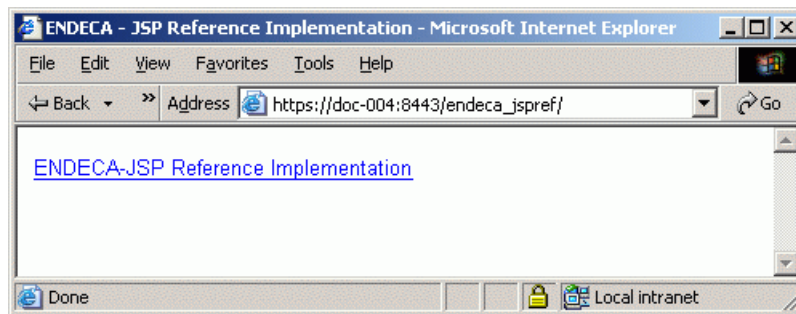 ENDECA - JSP Reference Implementation - Microsoft Internet Explorer
File Edit View Favorites Tools Help
Back » Address https://doc-004:8443/endeca_jspref/ Go
ENDECA-JSP Reference Implementation
Done Local intranet